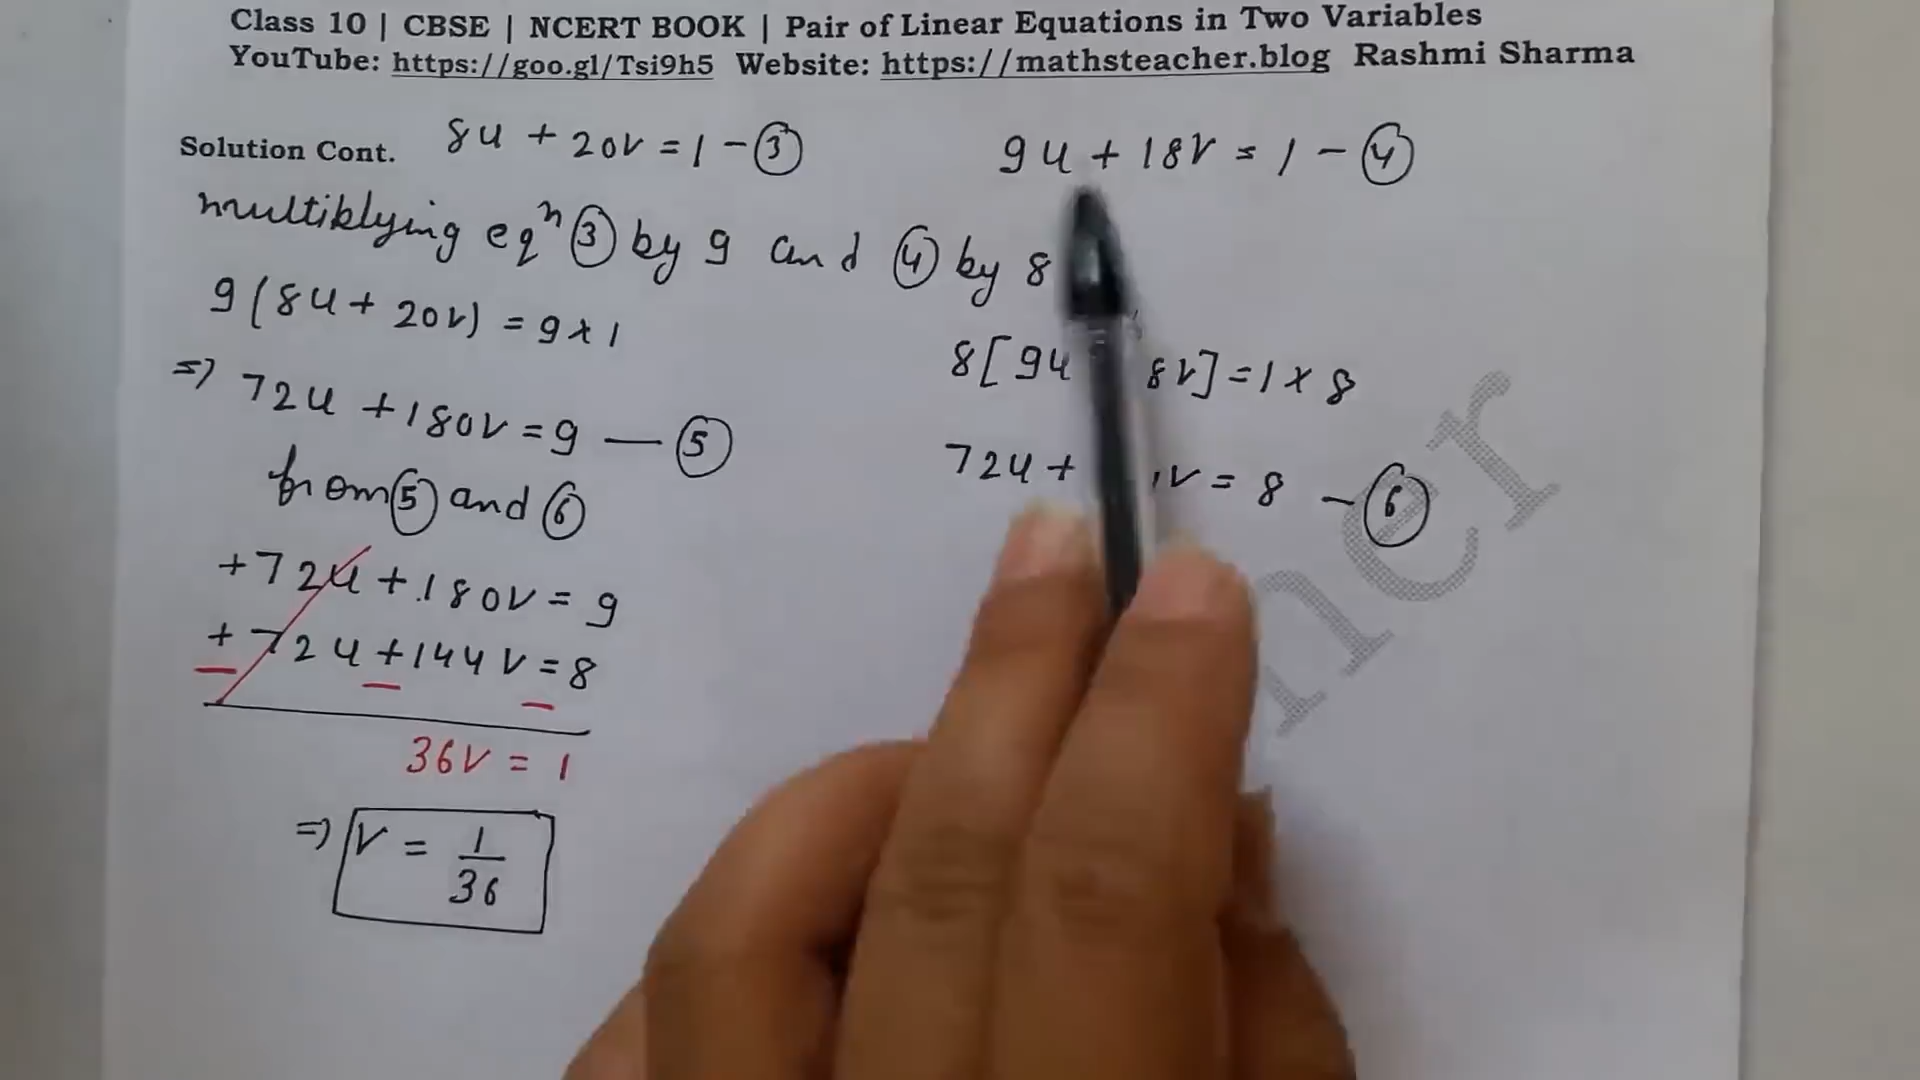 Class 10 | CBSE | NCERT BOOK | Pair of Linear Equations in Two Variables
YouTube: https://goo.gl/Tsi9h5 Website: https://mathsteacher.blog Rashmi Sharma
Solution Cont. 8u + 20v = 1 - ③
9u + 18v = 1 - ④
multiklying eqⁿ ③ by 9 and ④ by 8
9(8u + 20v) = 9 × 1
⇒ 72u + 180v = 9 — ⑤
8[9u 8v] = 1 × 8
72u + v = 8 - ⑥
from ⑤ and ⑥
+72u + 180v = 9
+72u + 144v = 8
- - -
36v = 1
⇒ v = 1/36
ner